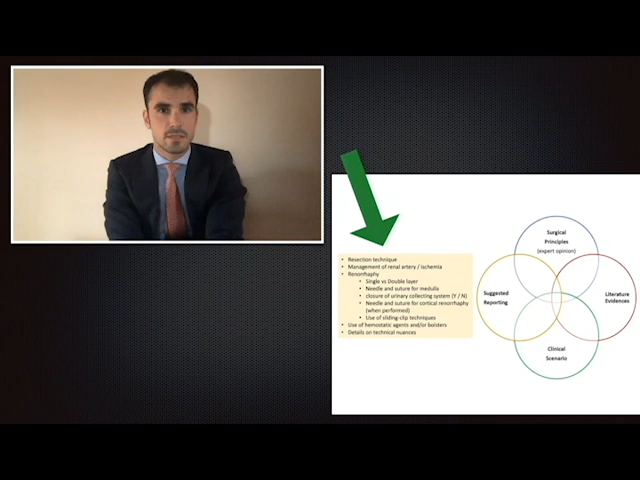 • Resection technique
• Management of renal artery / ischemia
• Renorrhaphy
• Single vs Double layer
• Needle and suture for medulla
• closure of urinary collecting system (Y / N)
• Needle and suture for cortical renorrhaphy
(when performed)
• Use of sliding-clip techniques
• Use of hemostatic agents and/or bolsters
• Details on technical nuances
Surgical
Principles
(expert opinion)
Suggested
Reporting
Literature
Evidences
Clinical
Scenario